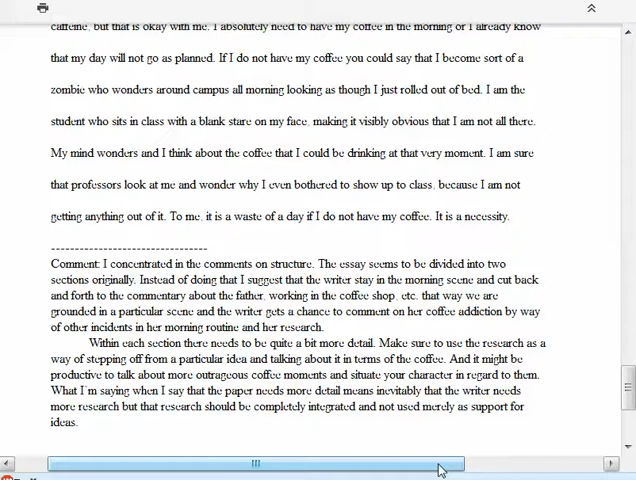 caffeine, but that is okay with me. I absolutely need to have my coffee in the morning or I already know
that my day will not go as planned. If I do not have my coffee you could say that I become sort of a
zombie who wonders around campus all morning looking as though I just rolled out of bed. I am the
student who sits in class with a blank stare on my face, making it visibly obvious that I am not all there.
My mind wonders and I think about the coffee that I could be drinking at that very moment. I am sure
that professors look at me and wonder why I even bothered to show up to class, because I am not
getting anything out of it. To me, it is a waste of a day if I do not have my coffee. It is a necessity.
--------------------------------
Comment: I concentrated in the comments on structure. The essay seems to be divided into two
sections originally. Instead of doing that I suggest that the writer stay in the morning scene and cut back
and forth to the commentary about the father, working in the coffee shop, etc. that way we are
grounded in a particular scene and the writer gets a chance to comment on her coffee addiction by way
of other incidents in her morning routine and her research.
Within each section there needs to be quite a bit more detail. Make sure to use the research as a
way of stepping off from a particular idea and talking about it in terms of the coffee. And it might be
productive to talk about more outrageous coffee moments and situate your character in regard to them.
What I'm saying when I say that the paper needs more detail means inevitably that the writer needs
more research but that research should be completely integrated and not used merely as support for
ideas.